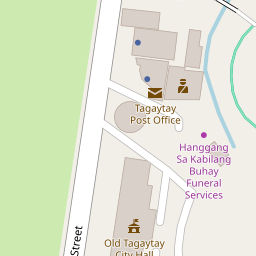 Tagaytay
Post Office
Hanggang
Sa Kabilang
Buhay
Funeral
Services
Street
Old Tagaytay
City Hall